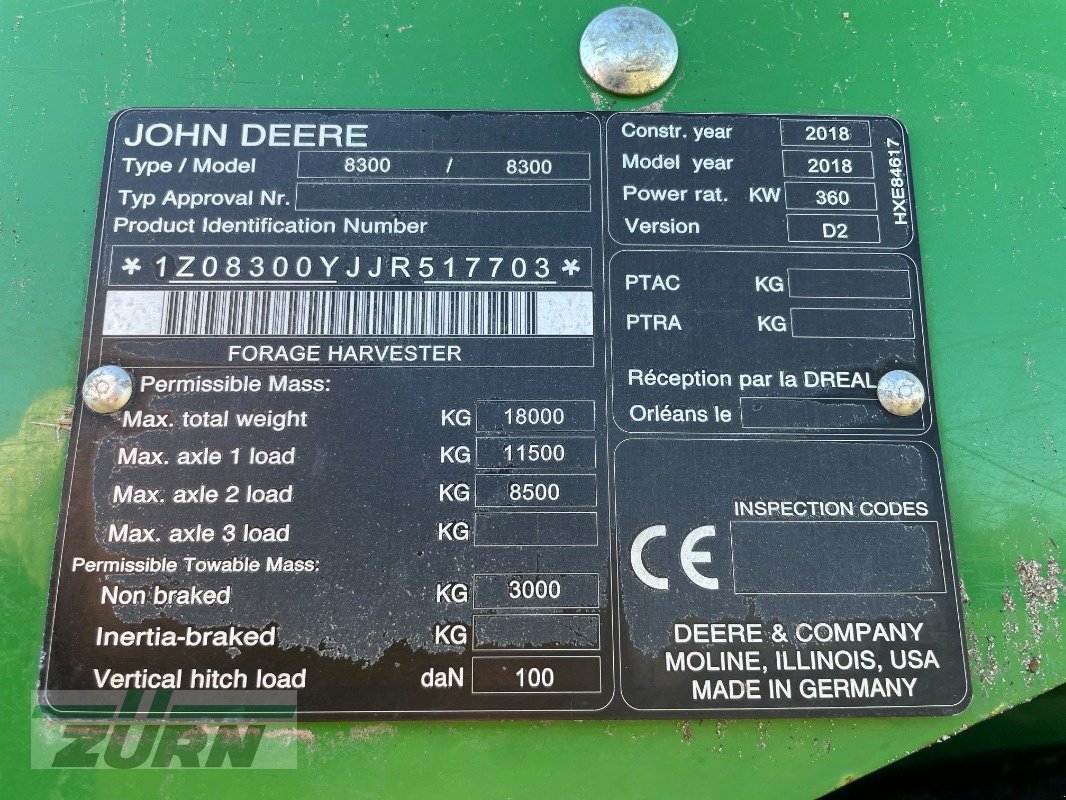 JOHN DEERE
Type / Model 8300 / 8300
Typ Approval Nr.
Product Identification Number
*1Z08300YJJR517703*
FORAGE HARVESTER
Permissible Mass:
Max. total weight KG 18000
Max. axle 1 load KG 11500
Max. axle 2 load KG 8500
Max. axle 3 load KG
Permissible Towable Mass:
Non braked KG 3000
Inertia-braked KG
Vertical hitch load daN 100
Constr. year 2018
Model year 2018
Power rat. KW 360
Version D2
HXE84617
PTAC KG
PTRA KG
Réception par la DREAL
Orléans le
INSPECTION CODES
CE
DEERE & COMPANY
MOLINE, ILLINOIS, USA
MADE IN GERMANY
ZÜRN